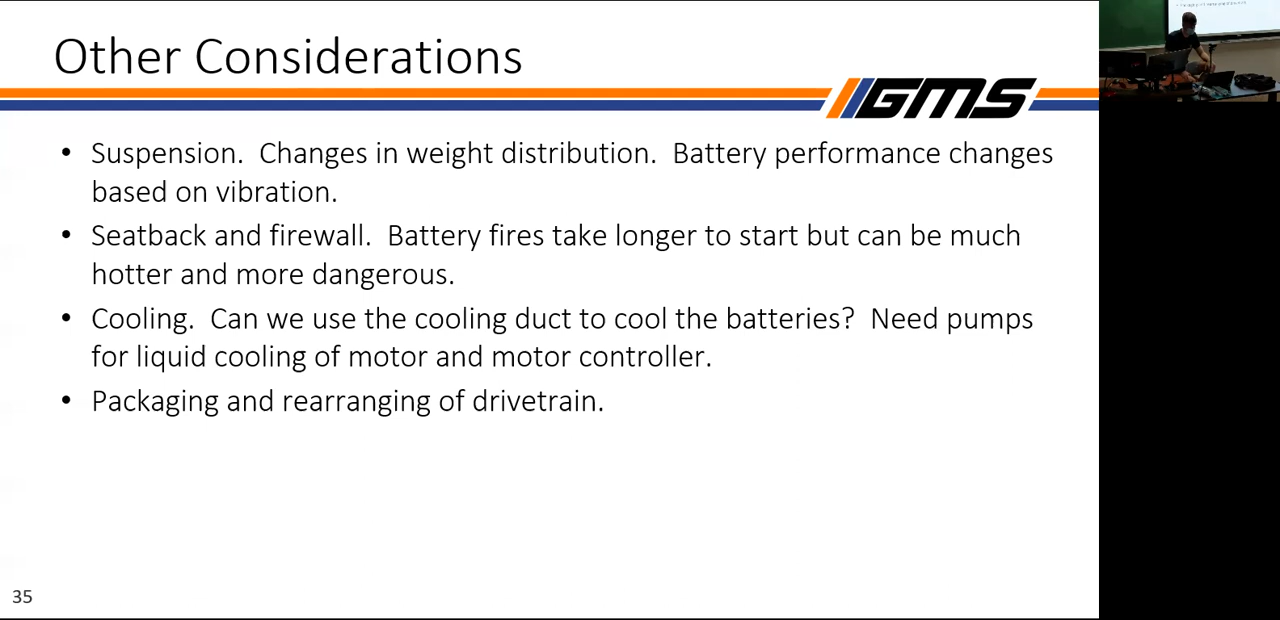 Other Considerations
GMS
• Suspension.  Changes in weight distribution.  Battery performance changes
based on vibration.
• Seatback and firewall.  Battery fires take longer to start but can be much
hotter and more dangerous.
• Cooling.  Can we use the cooling duct to cool the batteries?  Need pumps
for liquid cooling of motor and motor controller.
• Packaging and rearranging of drivetrain.
35